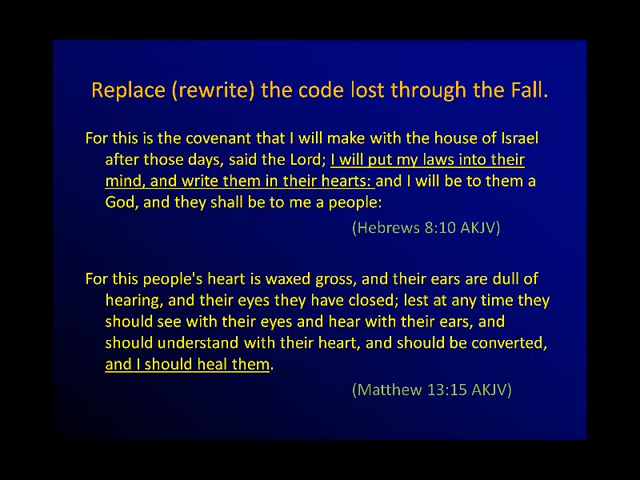 Replace (rewrite) the code lost through the Fall.
For this is the covenant that I will make with the house of Israel
after those days, said the Lord; I will put my laws into their
mind, and write them in their hearts: and I will be to them a
God, and they shall be to me a people:
(Hebrews 8:10 AKJV)
For this people's heart is waxed gross, and their ears are dull of
hearing, and their eyes they have closed; lest at any time they
should see with their eyes and hear with their ears, and
should understand with their heart, and should be converted,
and I should heal them.
(Matthew 13:15 AKJV)